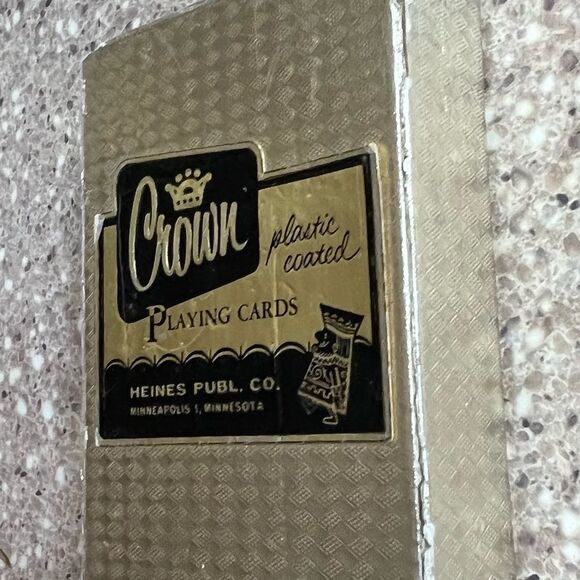 Crown
plastic
coated
PLAYING CARDS
HEINES PUBL. CO.
MINNEAPOLIS 1, MINNESOTA